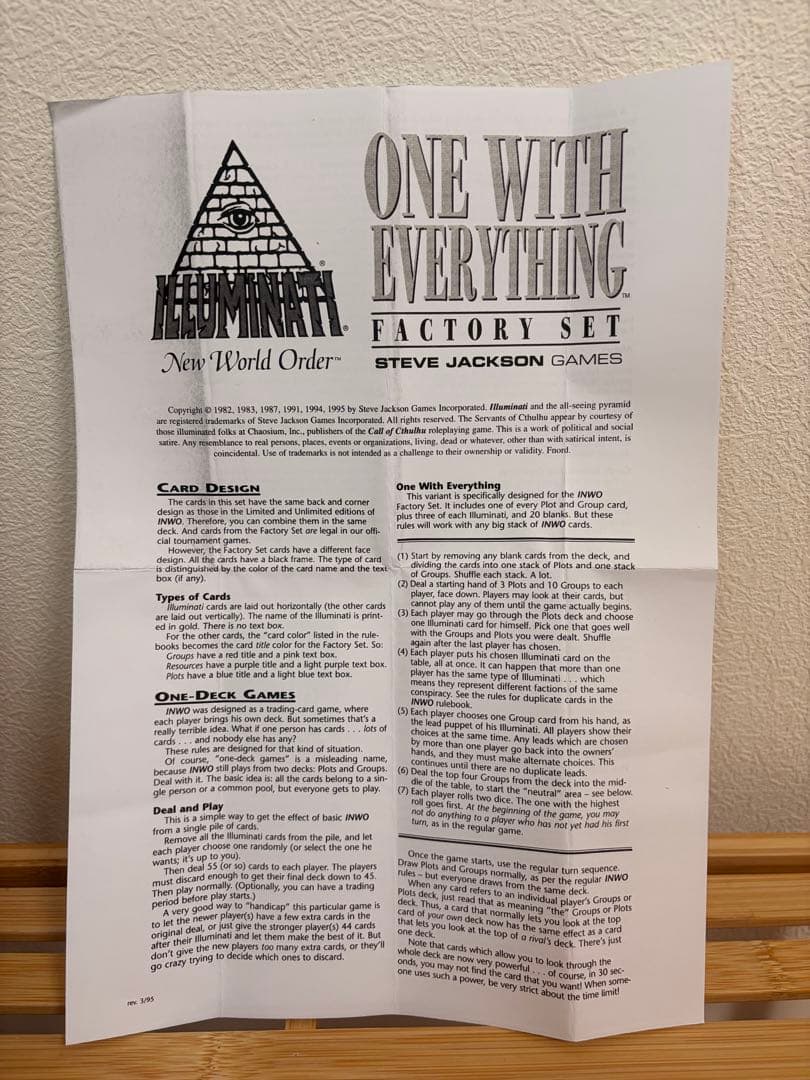 ILLUMINATI®
New World Order™
ONE WITH
EVERYTHING™
FACTORY SET
STEVE JACKSON GAMES
Copyright © 1982, 1983, 1987, 1991, 1994, 1995 by Steve Jackson Games Incorporated. Illuminati and the all-seeing pyramid
are registered trademarks of Steve Jackson Games Incorporated. All rights reserved. The Servants of Cthulhu appear by courtesy of
those illuminated folks at Chaosium, Inc., publishers of the Call of Cthulhu roleplaying game. This is a work of political and social
satire. Any resemblance to real persons, places, events or organizations, living, dead or whatever, other than with satirical intent, is
coincidental. Use of trademarks is not intended as a challenge to their ownership or validity. Fnord.
CARD DESIGN
The cards in this set have the same back and corner
design as those in the Limited and Unlimited editions of
INWO. Therefore, you can combine them in the same
deck. And cards from the Factory Set are legal in our offi-
cial tournament games.
However, the Factory Set cards have a different face
design. All the cards have a black frame. The type of card
is distinguished by the color of the card name and the text
box (if any).
Types of Cards
Illuminati cards are laid out horizontally (the other cards
are laid out vertically). The name of the Illuminati is print-
ed in gold. There is no text box.
For the other cards, the "card color" listed in the rule-
books becomes the card title color for the Factory Set. So:
Groups have a red title and a pink text box.
Resources have a purple title and a light purple text box.
Plots have a blue title and a light blue text box.
ONE-DECK GAMES
INWO was designed as a trading-card game, where
each player brings his own deck. But sometimes that's a
really terrible idea. What if one person has cards . . . lots of
cards . . . and nobody else has any?
These rules are designed for that kind of situation.
Of course, "one-deck games" is a misleading name,
because INWO still plays from two decks: Plots and Groups.
Deal with it. The basic idea is: all the cards belong to a sin-
gle person or a common pool, but everyone gets to play.
Deal and Play
This is a simple way to get the effect of basic INWO
from a single pile of cards.
Remove all the Illuminati cards from the pile, and let
each player choose one randomly (or select the one he
wants; it's up to you).
Then deal 55 (or so) cards to each player. The players
must discard enough to get their final deck down to 45.
Then play normally. (Optionally, you can have a trading
period before play starts.)
A very good way to "handicap" this particular game is
to let the newer player(s) have a few extra cards in the
original deal, or just give the stronger player(s) 44 cards
after their Illuminati and let them make the best of it. But
don't give the new players too many extra cards, or they'll
go crazy trying to decide which ones to discard.
rev. 3/95
One With Everything
This variant is specifically designed for the INWO
Factory Set. It includes one of every Plot and Group card,
plus three of each Illuminati, and 20 blanks. But these
rules will work with any big stack of INWO cards.
(1) Start by removing any blank cards from the deck, and
dividing the cards into one stack of Plots and one stack
of Groups. Shuffle each stack. A lot.
(2) Deal a starting hand of 3 Plots and 10 Groups to each
player, face down. Players may look at their cards, but
cannot play any of them until the game actually begins.
(3) Each player may go through the Plots deck and choose
one Illuminati card for himself. Pick one that goes well
with the Groups and Plots you were dealt. Shuffle
again after the last player has chosen.
(4) Each player puts his chosen Illuminati card on the
table, all at once. It can happen that more than one
player has the same type of Illuminati . . . which
means they represent different factions of the same
conspiracy. See the rules for duplicate cards in the
INWO rulebook.
(5) Each player chooses one Group card from his hand, as
the lead puppet of his Illuminati. All players show their
choices at the same time. Any leads which are chosen
by more than one player go back into the owners'
hands, and they must make alternate choices. This
continues until there are no duplicate leads.
(6) Deal the top four Groups from the deck into the mid-
dle of the table, to start the "neutral" area – see below.
(7) Each player rolls two dice. The one with the highest
roll goes first. At the beginning of the game, you may
not do anything to a player who has not yet had his first
turn, as in the regular game.
Once the game starts, use the regular turn sequence.
Draw Plots and Groups normally, as per the regular INWO
rules – but everyone draws from the same deck.
When any card refers to an individual player's Groups or
Plots deck, just read that as meaning "the" Groups or Plots
deck. Thus, a card that normally lets you look at the top
card of your own deck now has the same effect as a card
that lets you look at the top of a rival's deck. There's just
one deck.
Note that cards which allow you to look through the
whole deck are now very powerful . . . of course, in 30 sec-
onds, you may not find the card that you want! When some-
one uses such a power, be very strict about the time limit!